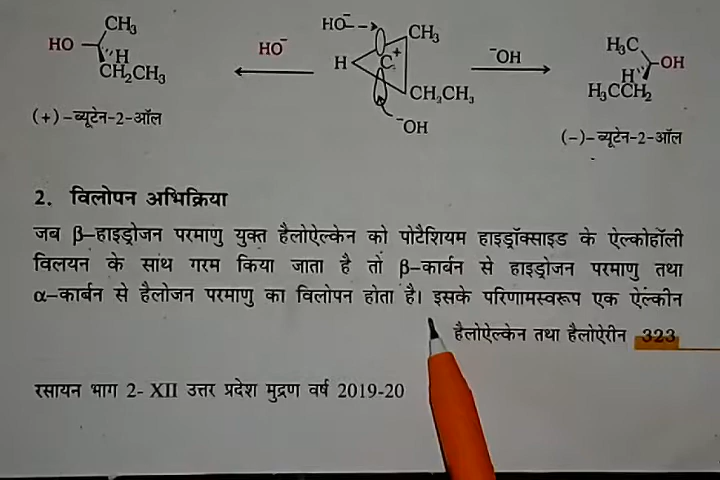 CH₃
HO
H
CH₂CH₃
(+)-ब्यूटेन-2-ऑल
HO⁻
HO⁻
CH₃
H
C
+
CH₂CH₃
⁻OH
⁻OH
H₃C
OH
H
H₃CCH₂
(–)-ब्यूटेन-2-ऑल
2. विलोपन अभिक्रिया
जब β–हाइड्रोजन परमाणु युक्त हैलोऐल्केन को पोटैशियम हाइड्रॉक्साइड के ऐल्कोहॉली
विलयन के साथ गरम किया जाता है तो β–कार्बन से हाइड्रोजन परमाणु तथा
α–कार्बन से हैलोजन परमाणु का विलोपन होता है। इसके परिणामस्वरूप एक ऐल्कीन
हैलोऐल्केन तथा हैलोऐरीन 323
रसायन भाग 2- XII उत्तर प्रदेश मुद्रण वर्ष 2019-20